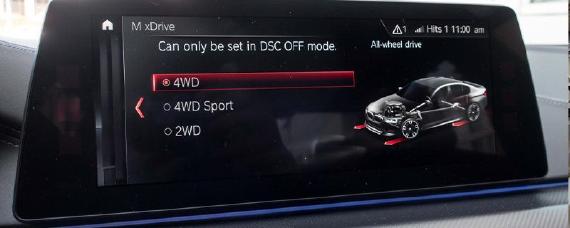 M xDrive
⚠1 Hits 1 11:00 am
Can only be set in DSC OFF mode.
All-wheel drive
4WD
4WD Sport
2WD